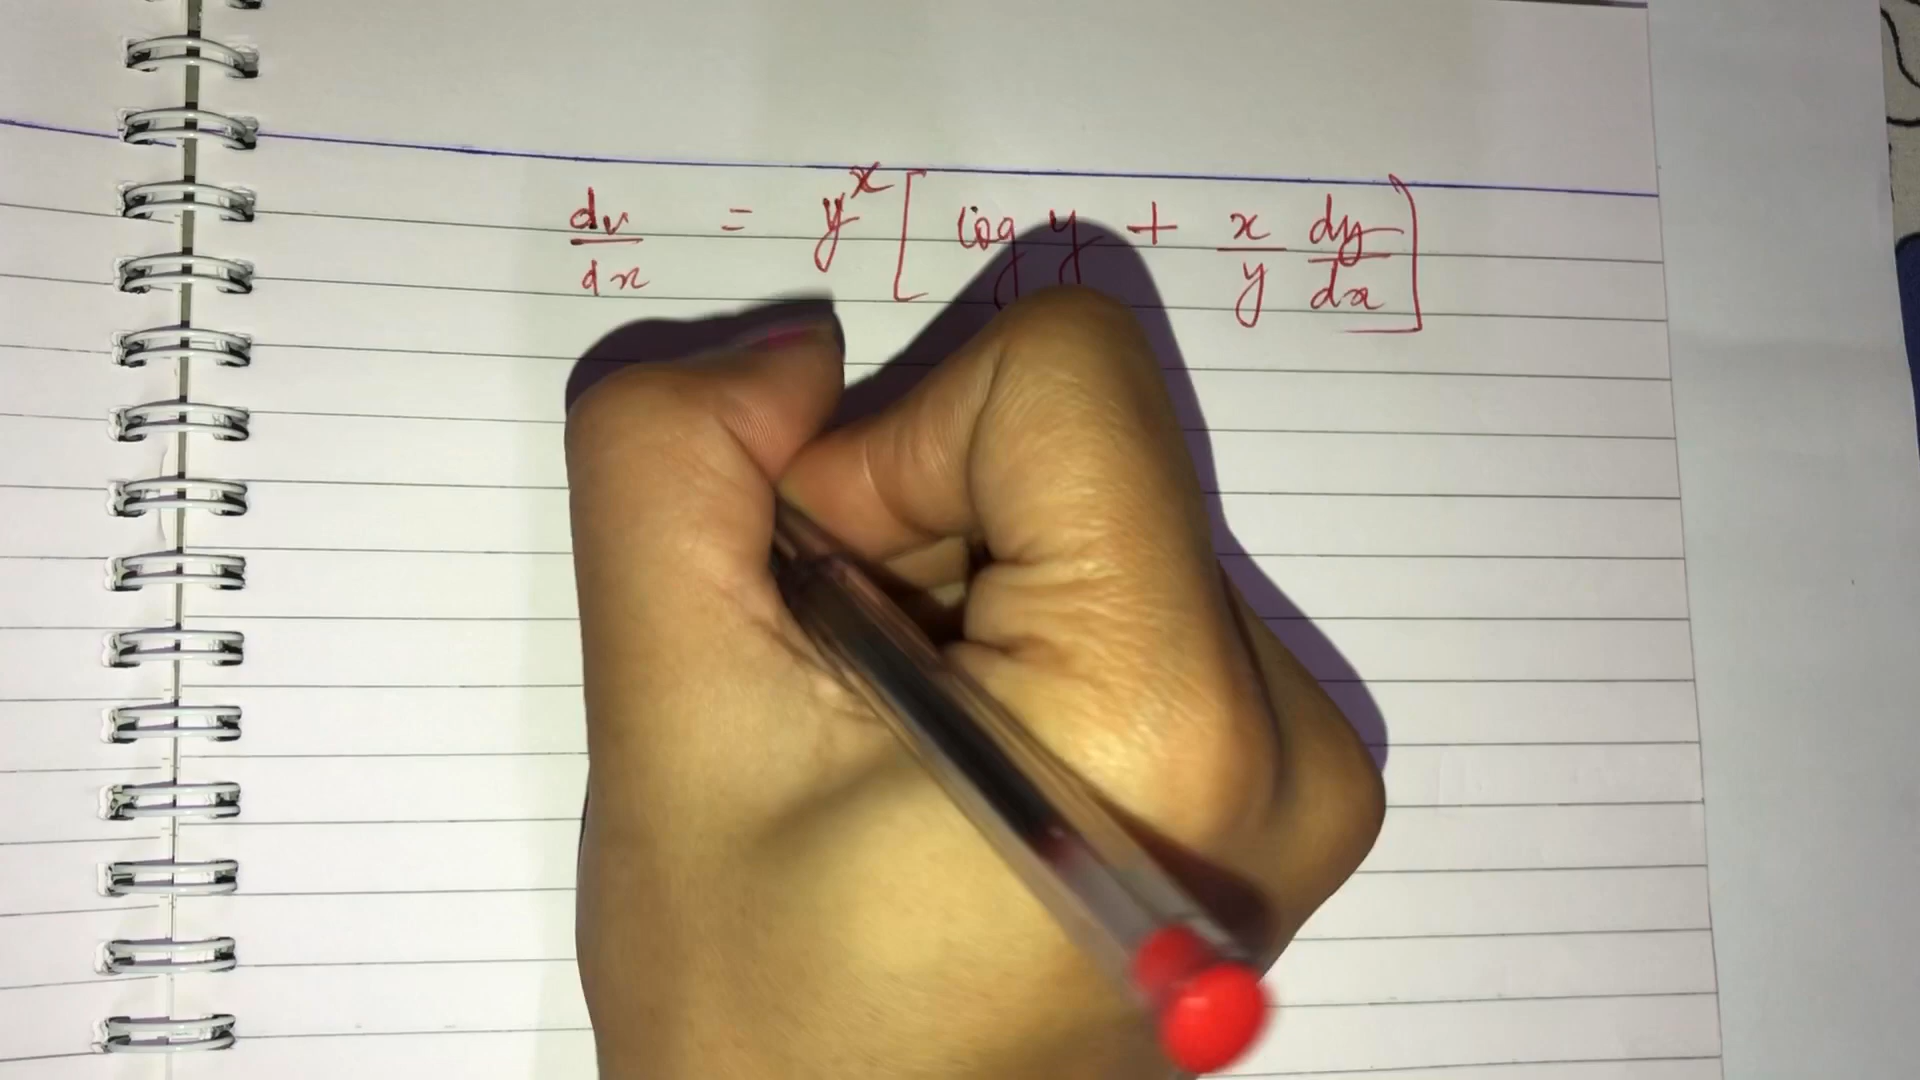 dv/dx = y^x [ log y + x/y dy/dx ]